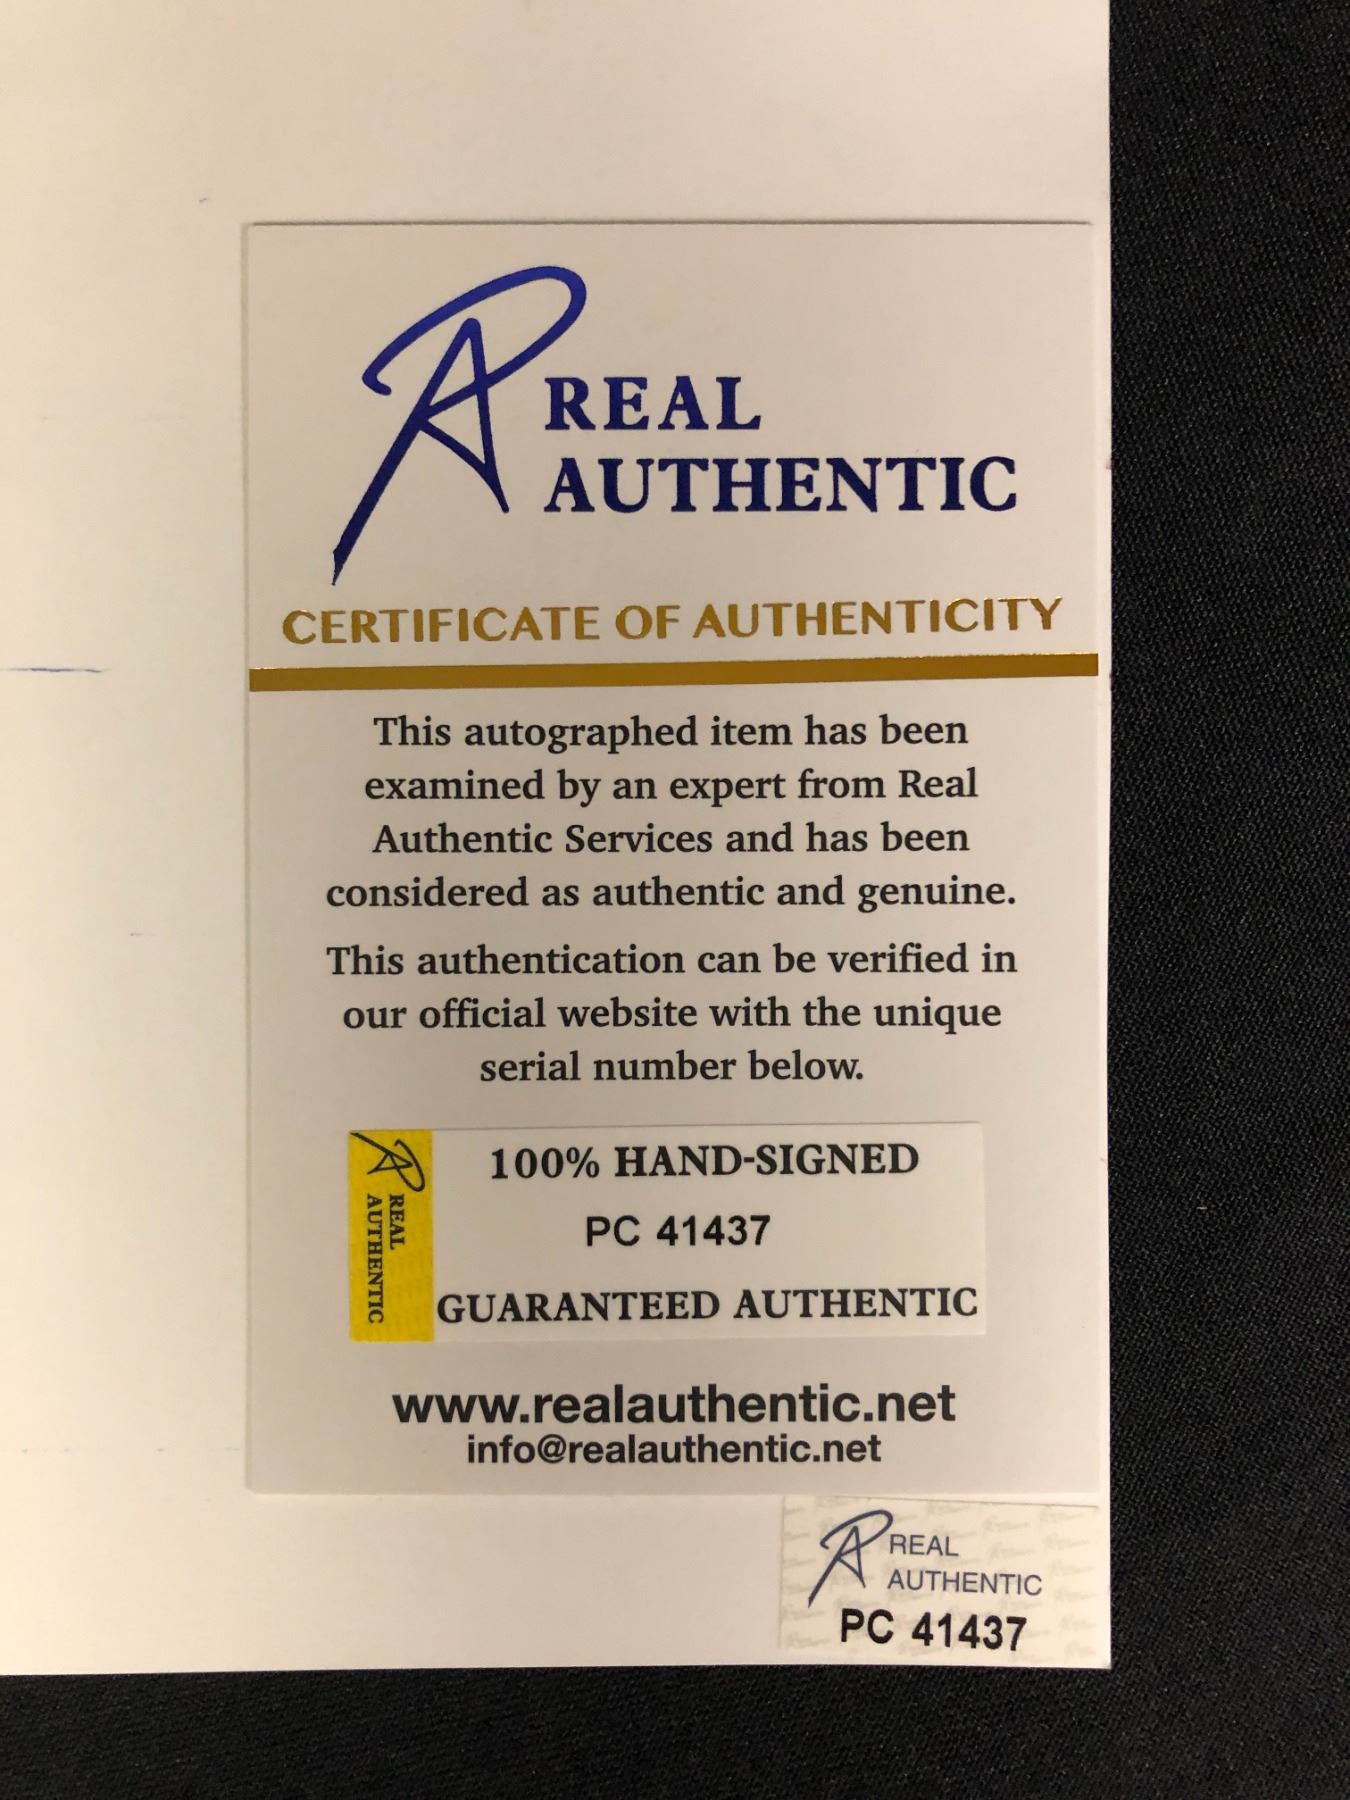 REAL
AUTHENTIC
CERTIFICATE OF AUTHENTICITY
This autographed item has been
examined by an expert from Real
Authentic Services and has been
considered as authentic and genuine.
This authentication can be verified in
our official website with the unique
serial number below.
REAL
AUTHENTIC
100% HAND-SIGNED
PC 41437
GUARANTEED AUTHENTIC
www.realauthentic.net
info@realauthentic.net
REAL
AUTHENTIC
PC 41437